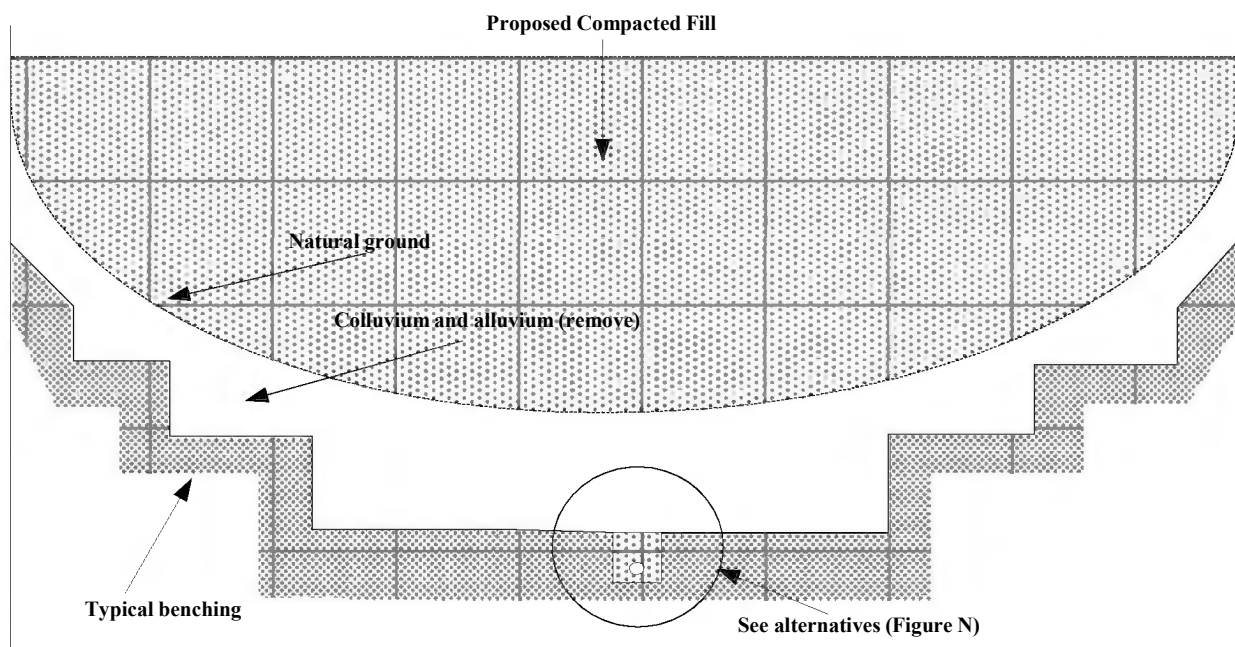 Proposed Compacted Fill
Natural ground
Colluvium and alluvium (remove)
Typical benching
See alternatives (Figure N)